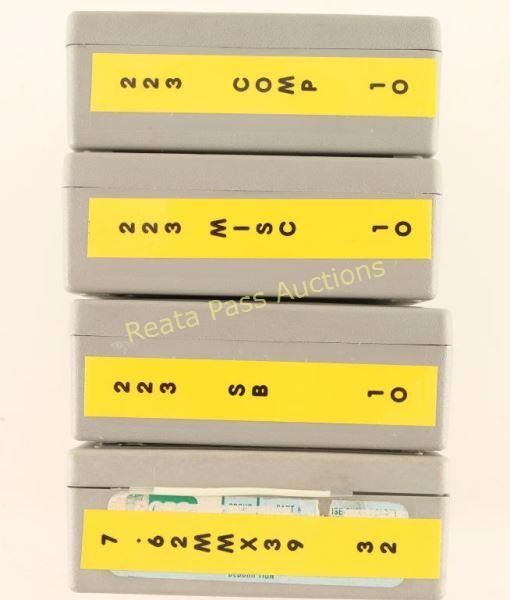 223 COMP 10
223 MISC 10
Reata Pass Auctions
223 SB 10
7.62MMX39 32